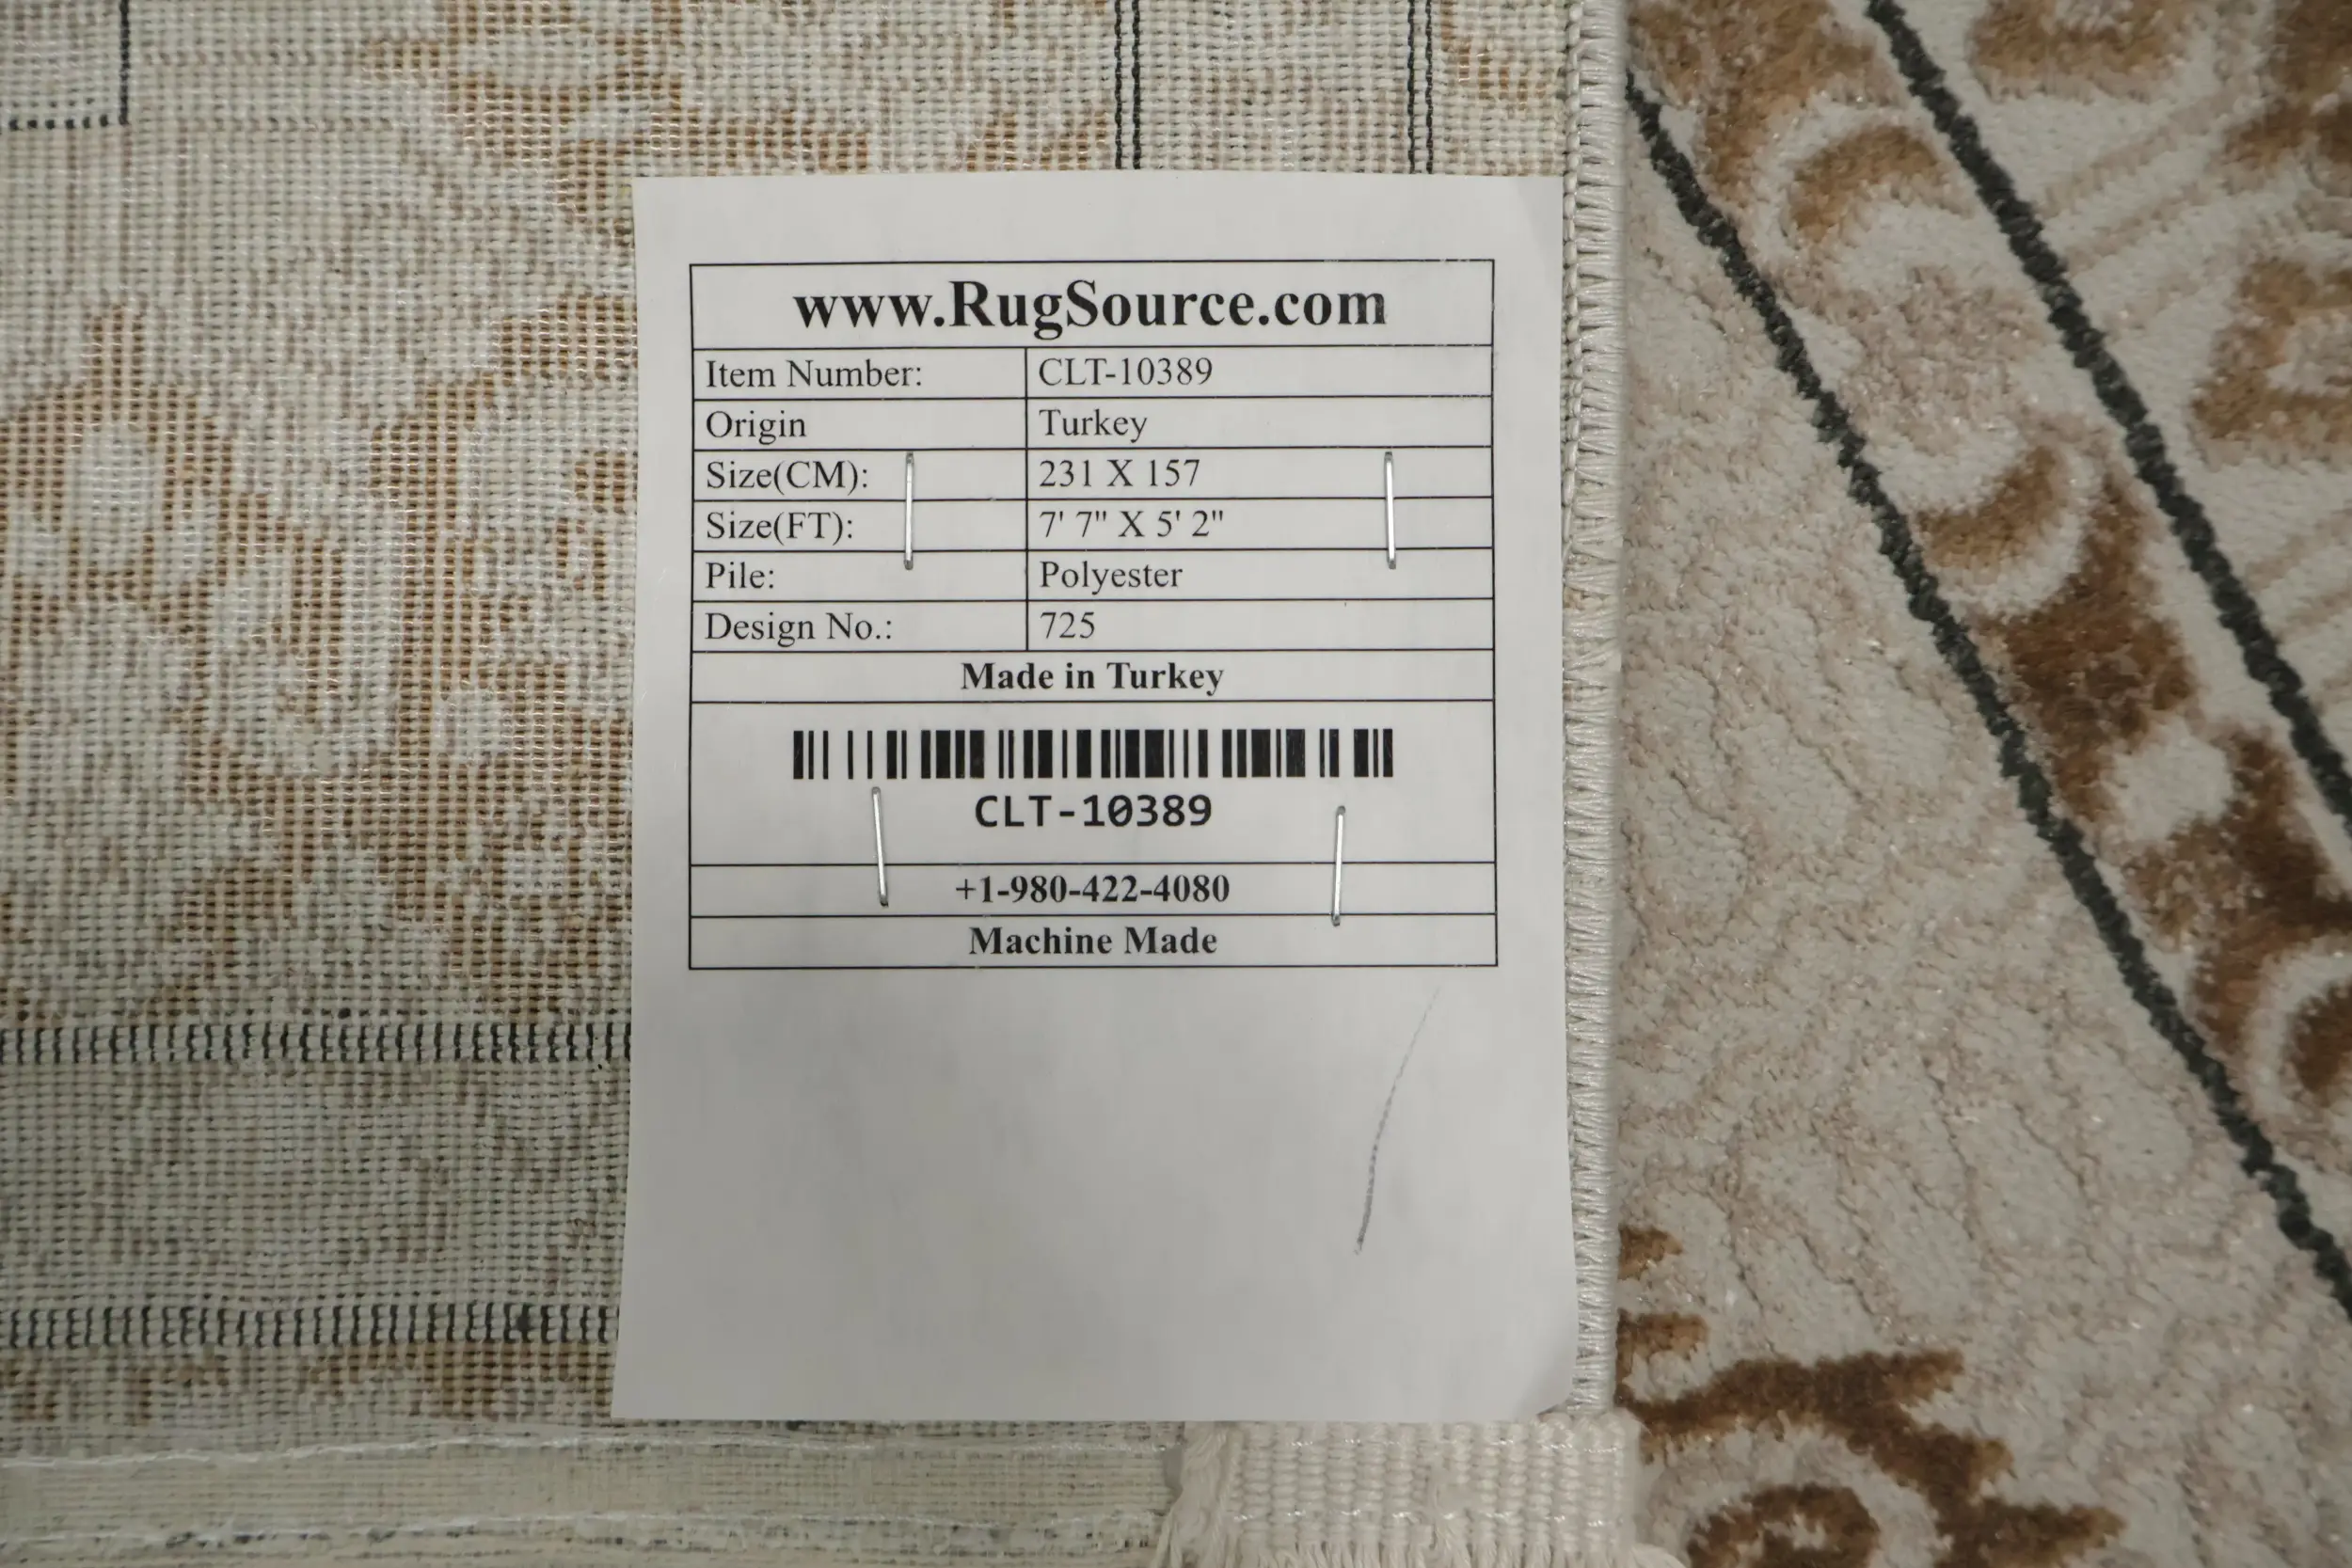 www.RugSource.com
Item Number: CLT-10389
Origin Turkey
Size(CM): 231 X 157
Size(FT): 7' 7" X 5' 2"
Pile: Polyester
Design No.: 725
Made in Turkey
CLT-10389
+1-980-422-4080
Machine Made